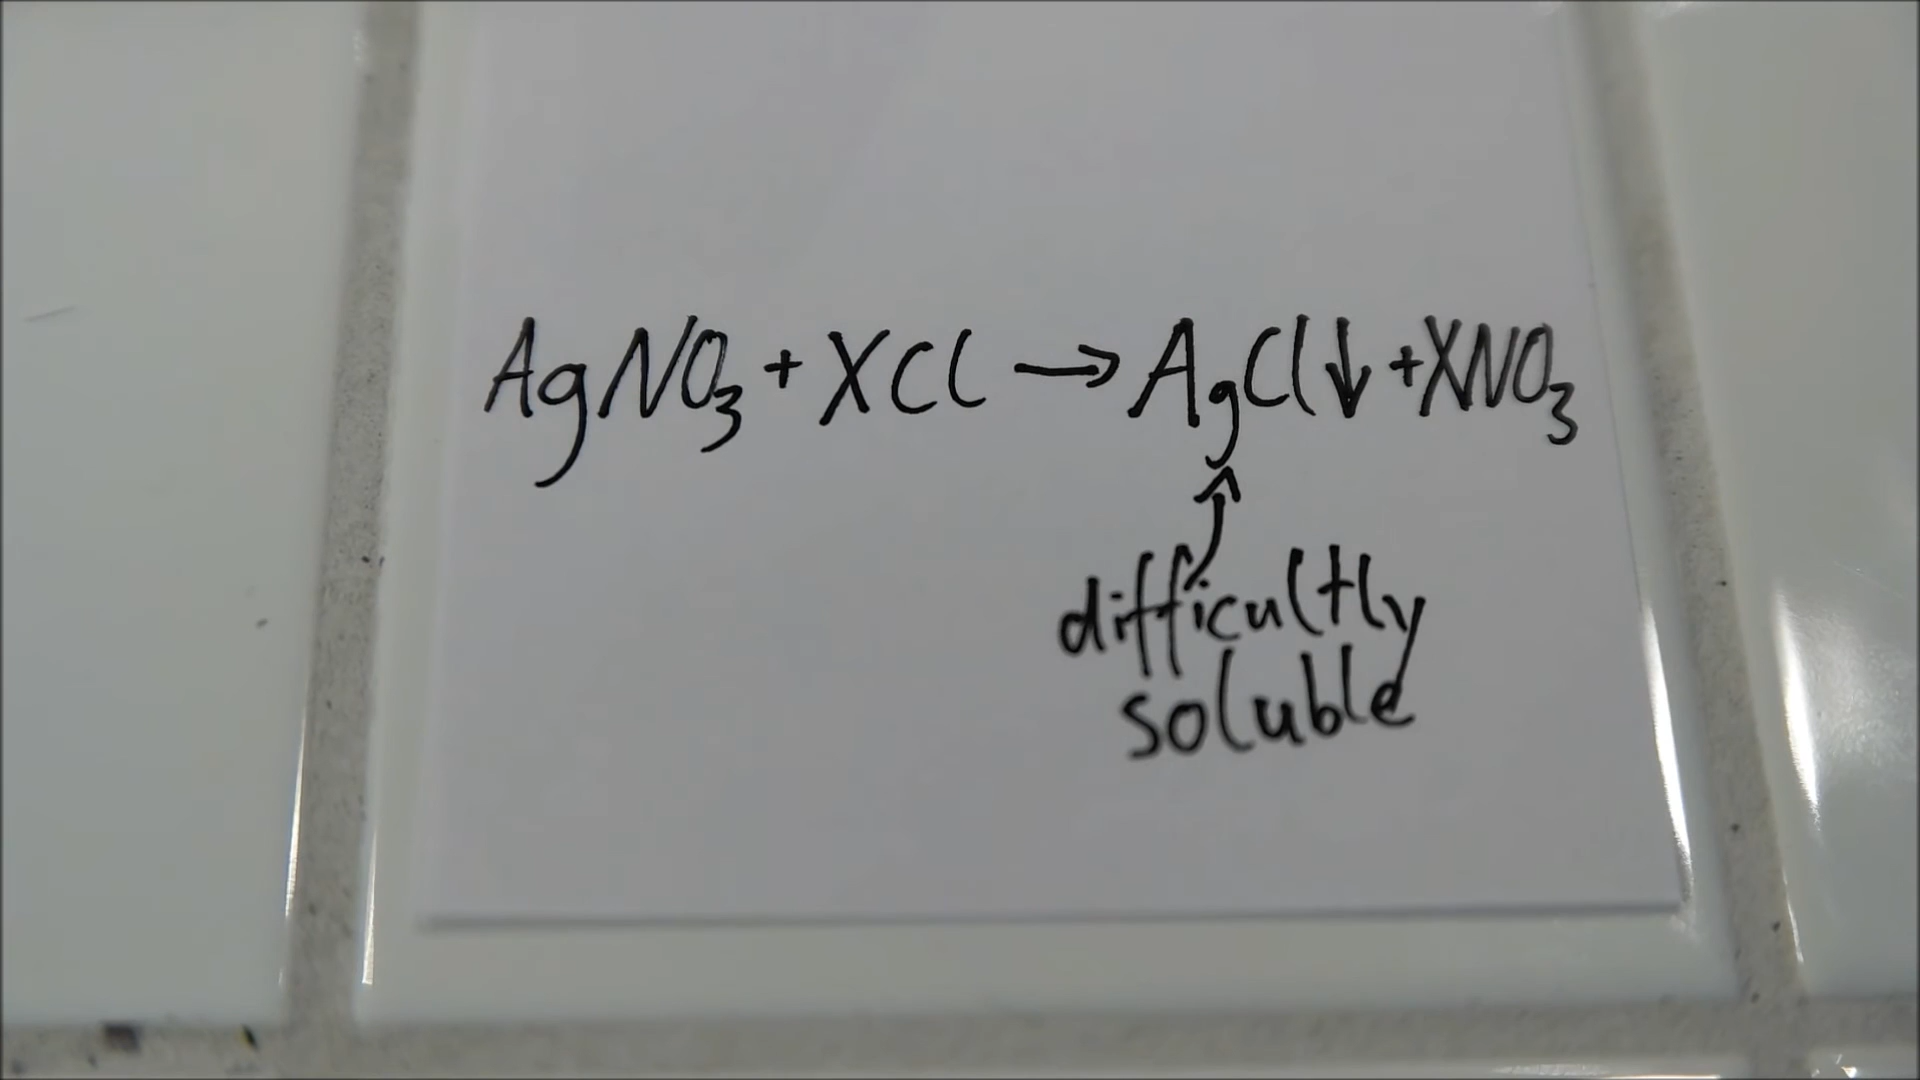 AgNO₃ + XCl → AgCl↓ + XNO₃
difficultly
soluble